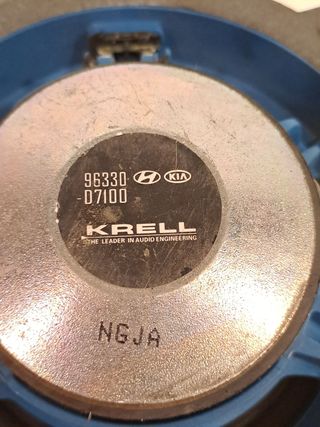 96330 KIA
-D7100
KRELL
THE LEADER IN AUDIO ENGINEERING
NGJA